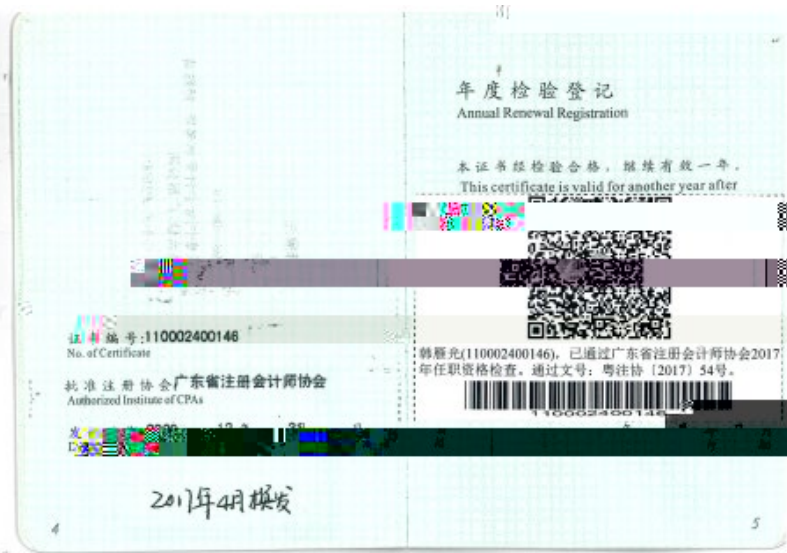 证书编号:110002400146
No. of Certificate
批准注册协会广东省注册会计师协会
Authorized Institute of CPAs
2017年4月换发
4
年度检验登记
Annual Renewal Registration
本证书经检验合格，继续有效一年。
This certificate is valid for another year after
韩雁光(110002400146)，已通过广东省注册会计师协会2017
年任职资格检查。通过文号：粤注协〔2017〕54号。
110002400146
5